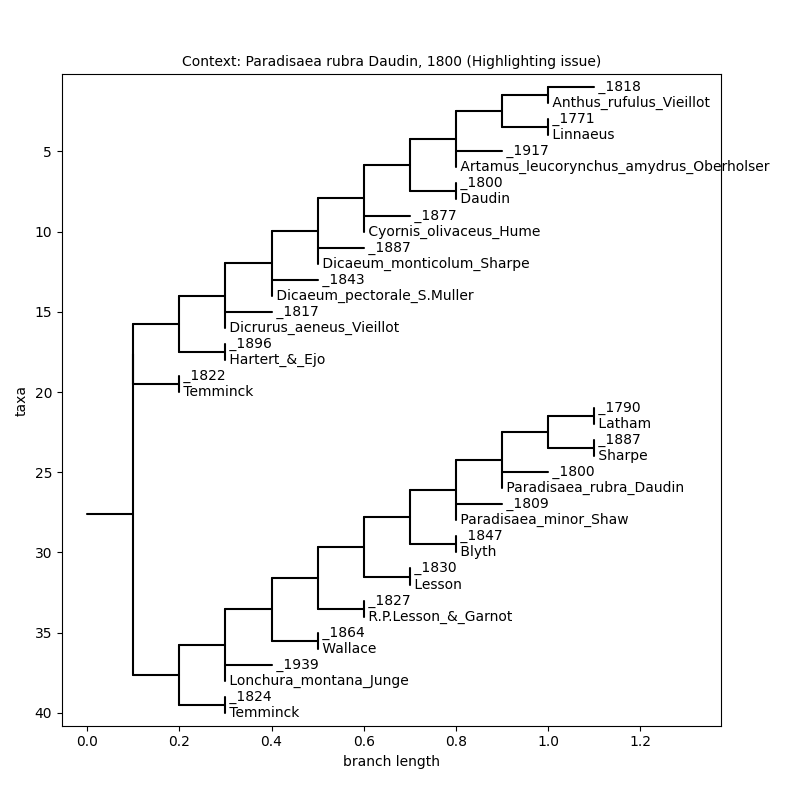 Context: Paradisaea rubra Daudin, 1800 (Highlighting issue)
_1818
Anthus_rufulus_Vieillot
_1771
Linnaeus
_1917
Artamus_leucorynchus_amydrus_Oberholser
_1800
Daudin
_1877
Cyornis_olivaceus_Hume
_1887
Dicaeum_monticolum_Sharpe
_1843
Dicaeum_pectorale_S.Muller
_1817
Dicrurus_aeneus_Vieillot
_1896
Hartert_&_Ejo
_1822
Temminck
_1790
Latham
_1887
Sharpe
_1800
Paradisaea_rubra_Daudin
_1809
Paradisaea_minor_Shaw
_1847
Blyth
_1830
Lesson
_1827
R.P.Lesson_&_Garnot
_1864
Wallace
_1939
Lonchura_montana_Junge
_1824
Temminck
5
10
15
20
25
30
35
40
taxa
0.0 0.2 0.4 0.6 0.8 1.0 1.2
branch length